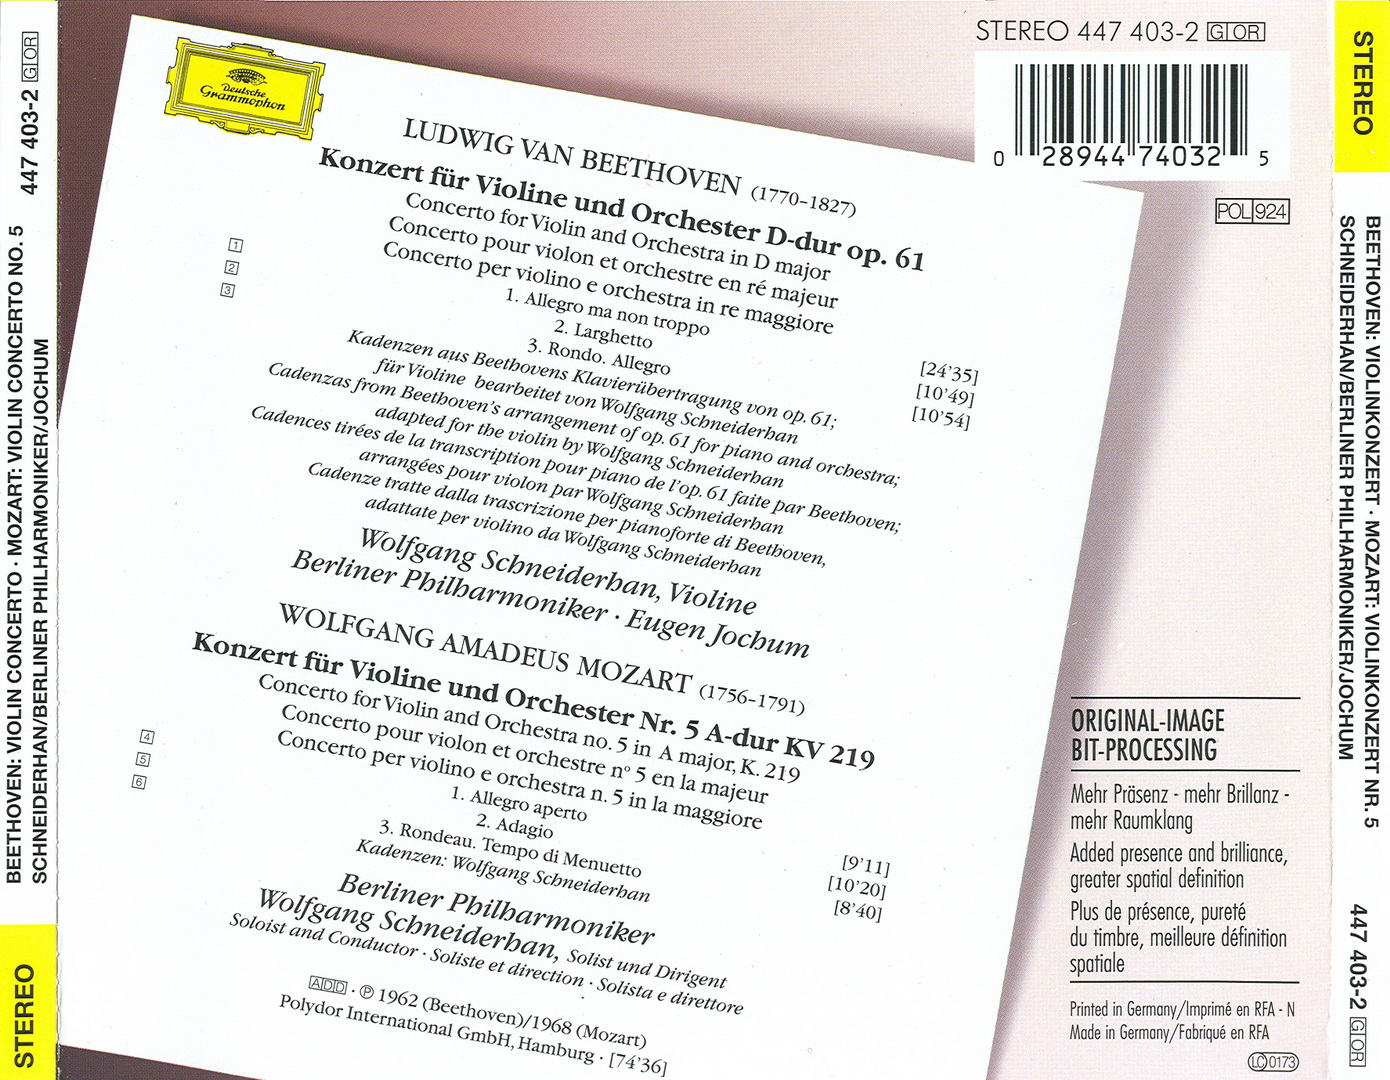 BEETHOVEN: VIOLIN CONCERTO · MOZART: VIOLIN CONCERTO NO. 5
SCHNEIDERHAN/BERLINER PHILHARMONIKER/JOCHUM
447 403-2 G OR
STEREO
Deutsche
Grammophon
STEREO 447 403-2 G OR
0 28944 74032 5
POL 924
LUDWIG VAN BEETHOVEN (1770-1827)
Konzert für Violine und Orchester D-dur op. 61
Concerto for Violin and Orchestra in D major
Concerto pour violon et orchestre en ré majeur
Concerto per violino e orchestra in re maggiore
1 1. Allegro ma non troppo [24'35]
2 2. Larghetto [10'49]
3 3. Rondo. Allegro [10'54]
Kadenzen aus Beethovens Klavierübertragung von op. 61;
für Violine bearbeitet von Wolfgang Schneiderhan
Cadenzas from Beethoven's arrangement of op. 61 for piano and orchestra;
adapted for the violin by Wolfgang Schneiderhan
Cadences tirées de la transcription pour piano de l'op. 61 faite par Beethoven;
arrangées pour violon par Wolfgang Schneiderhan
Cadenze tratte dalla trascrizione per pianoforte di Beethoven,
adattate per violino da Wolfgang Schneiderhan
Wolfgang Schneiderhan, Violine
Berliner Philharmoniker · Eugen Jochum
WOLFGANG AMADEUS MOZART (1756-1791)
Konzert für Violine und Orchester Nr. 5 A-dur KV 219
Concerto for Violin and Orchestra no. 5 in A major, K. 219
Concerto pour violon et orchestre n° 5 en la majeur
Concerto per violino e orchestra n. 5 in la maggiore
4 1. Allegro aperto [9'11]
5 2. Adagio [10'20]
6 3. Rondeau. Tempo di Menuetto [8'40]
Kadenzen: Wolfgang Schneiderhan
Berliner Philharmoniker
Wolfgang Schneiderhan, Solist und Dirigent
Soloist and Conductor · Soliste et direction · Solista e direttore
ADD · ℗ 1962 (Beethoven)/1968 (Mozart)
Polydor International GmbH, Hamburg · [74'36]
ORIGINAL-IMAGE
BIT-PROCESSING
Mehr Präsenz - mehr Brillanz -
mehr Raumklang
Added presence and brilliance,
greater spatial definition
Plus de présence, pureté
du timbre, meilleure définition
spatiale
Printed in Germany/Imprimé en RFA - N
Made in Germany/Fabriqué en RFA
LC 0173
STEREO
BEETHOVEN: VIOLINKONZERT · MOZART: VIOLINKONZERT NR. 5
SCHNEIDERHAN/BERLINER PHILHARMONIKER/JOCHUM
447 403-2 G OR